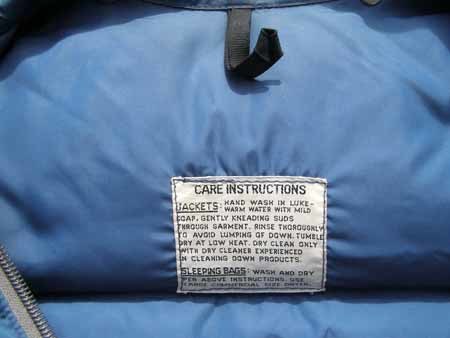 CARE INSTRUCTIONS
JACKETS: HAND WASH IN LUKE-
WARM WATER WITH MILD
SOAP, GENTLY KNEADING SUDS
THROUGH GARMENT. RINSE THOROUGHLY
TO AVOID LUMPING OF DOWN. TUMBLE
DRY AT LOW HEAT. DRY CLEAN ONLY
WITH DRY CLEANER EXPERIENCED
IN CLEANING DOWN PRODUCTS.
SLEEPING BAGS: WASH AND DRY
PER ABOVE INSTRUCTIONS. USE
LARGE COMMERCIAL SIZE DRYER.